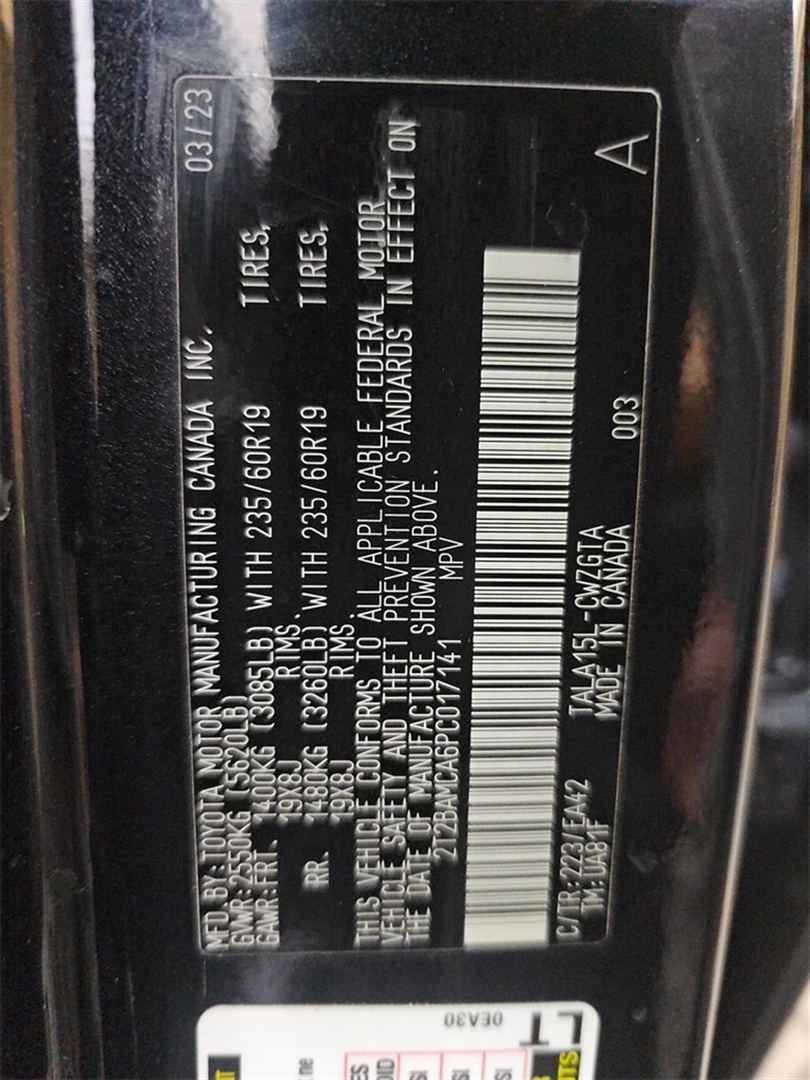 MFD BY:TOYOTA MOTOR MANUFACTURING CANADA INC. 03/23
GVWR:2550KG (5620LB)
GAWR:FRT. 1400KG (3085LB) WITH 235/60R19 TIRES,
19X8J RIMS.
RR. 1480KG (3260LB) WITH 235/60R19 TIRES,
19X8J RIMS.
THIS VEHICLE CONFORMS TO ALL APPLICABLE FEDERAL MOTOR
VEHICLE SAFETY AND THEFT PREVENTION STANDARDS IN EFFECT ON
THE DATE OF MANUFACTURE SHOWN ABOVE.
2T2BAMCA6PC017141 MPV
C/TR:223/EA42 TALA15L-CWZGTA
TM:UA81F MADE IN CANADA 003 A
0EA30
LT